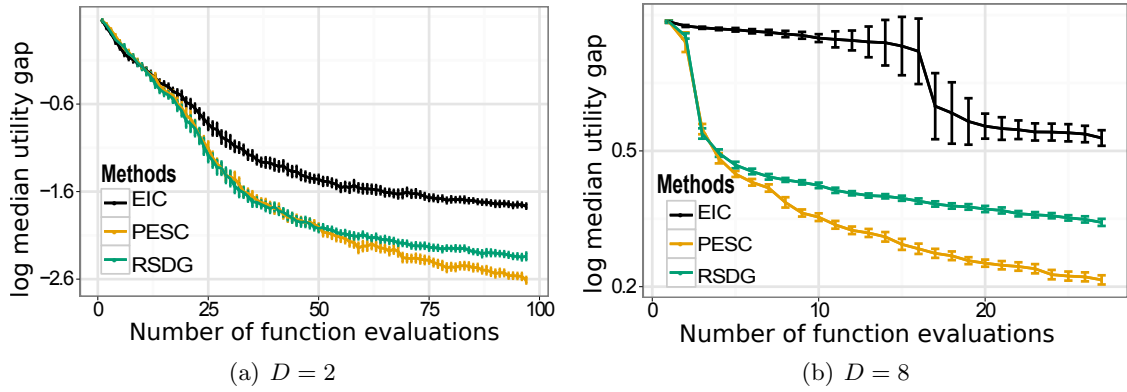 log median utility gap
−0.6
−1.6
−2.6
Methods
EIC
PESC
RSDG
0 25 50 75 100
Number of function evaluations
(a) D = 2
log median utility gap
0.5
0.2
Methods
EIC
PESC
RSDG
0 10 20
Number of function evaluations
(b) D = 8